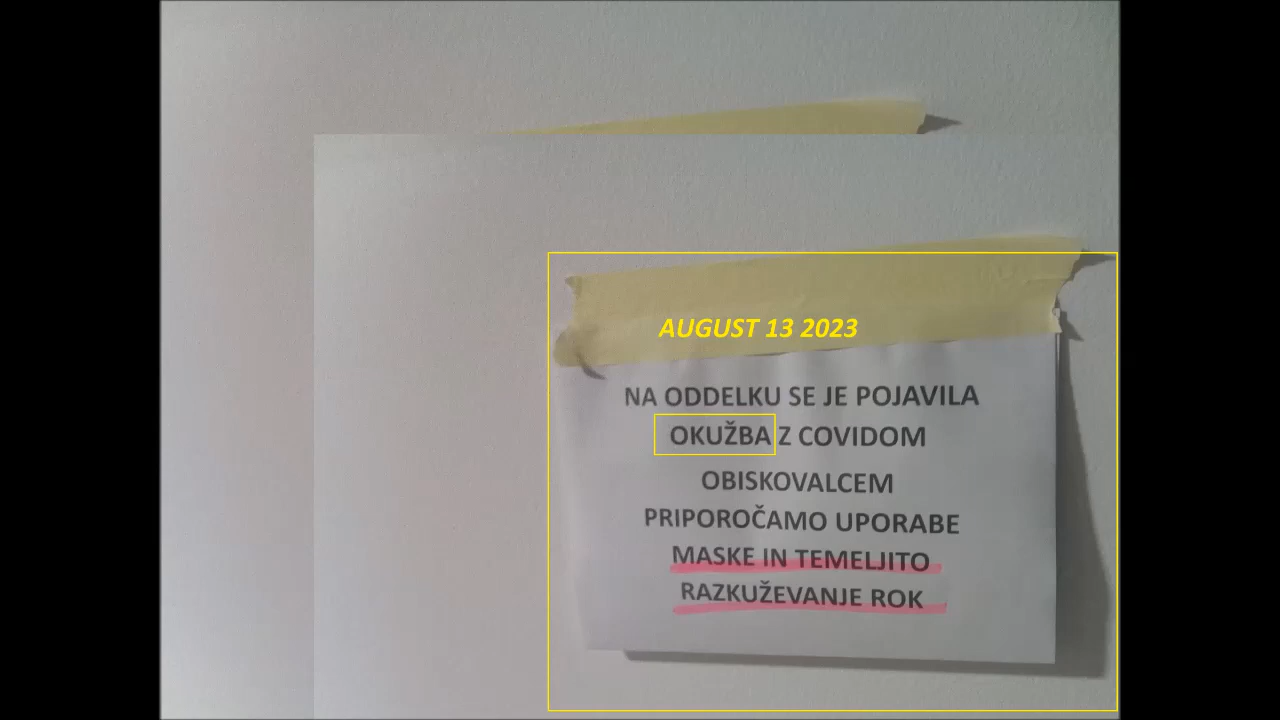 AUGUST 13 2023
NA ODDELKU SE JE POJAVILA
OKUŽBA Z COVIDOM
OBISKOVALCEM
PRIPOROČAMO UPORABE
MASKE IN TEMELJITO
RAZKUŽEVANJE ROK